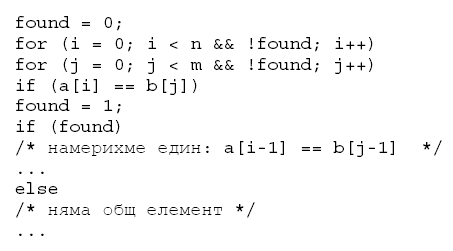 found = 0;
for (i = 0; i < n && !found; i++)
for (j = 0; j < m && !found; j++)
if (a[i] == b[j])
found = 1;
if (found)
/* намерихме един: a[i-1] == b[j-1] */
...
else
/* няма общ елемент */
...